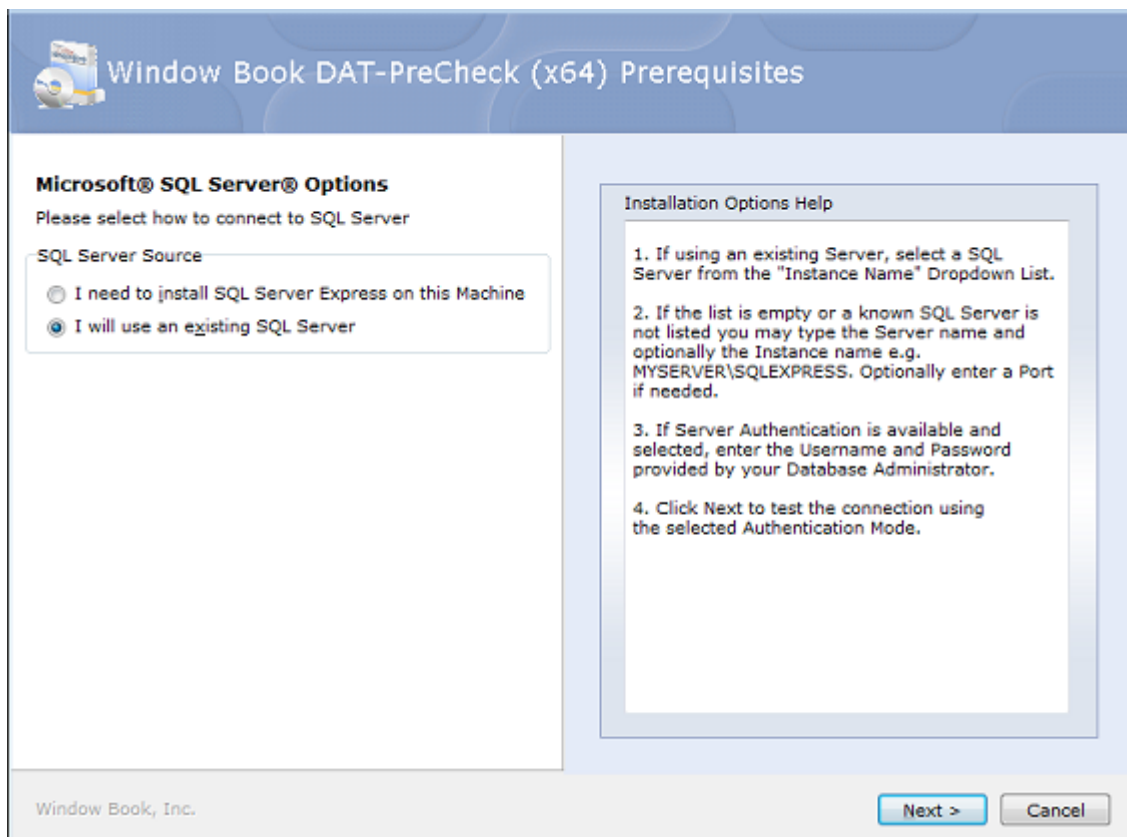 Window Book DAT-PreCheck (x64) Prerequisites
Microsoft® SQL Server® Options
Please select how to connect to SQL Server
SQL Server Source
I need to install SQL Server Express on this Machine
I will use an existing SQL Server
Installation Options Help
1. If using an existing Server, select a SQL
Server from the "Instance Name" Dropdown List.
2. If the list is empty or a known SQL Server is
not listed you may type the Server name and
optionally the Instance name e.g.
MYSERVER\SQLEXPRESS. Optionally enter a Port
if needed.
3. If Server Authentication is available and
selected, enter the Username and Password
provided by your Database Administrator.
4. Click Next to test the connection using
the selected Authentication Mode.
Window Book, Inc.
Next >
Cancel